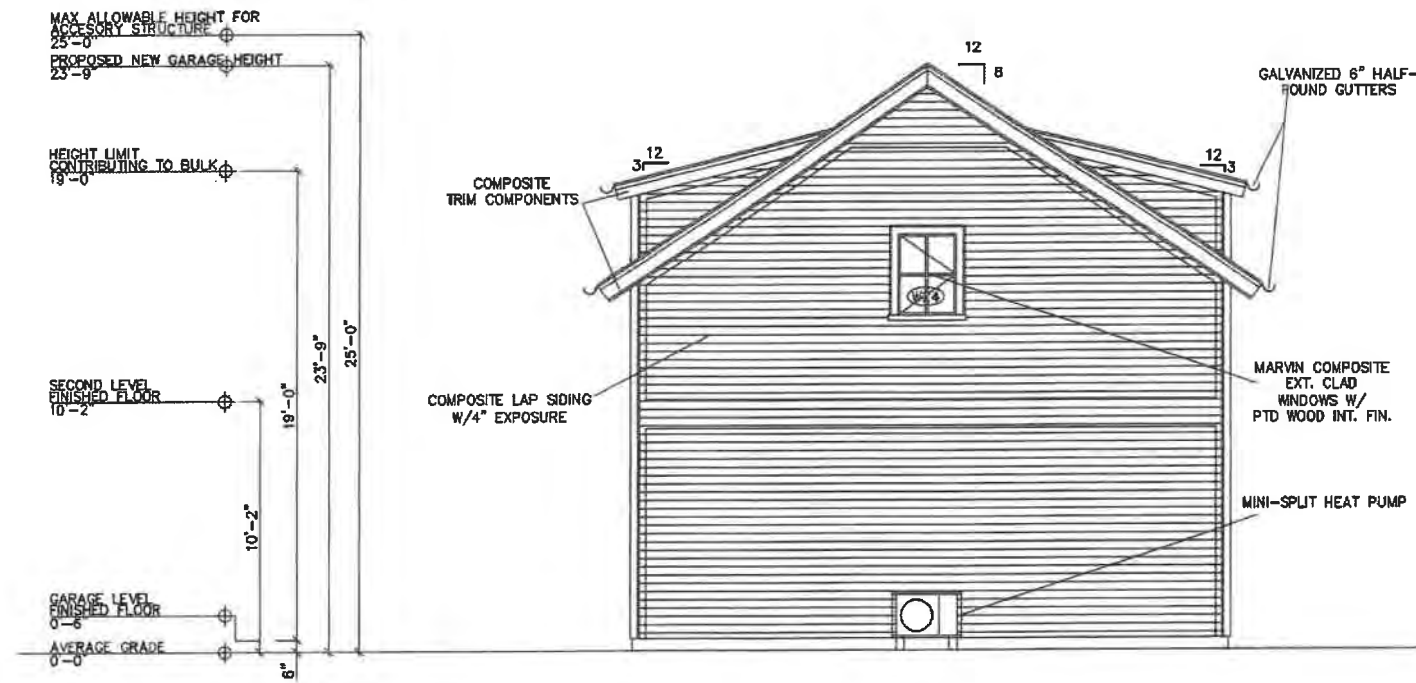 MAX ALLOWABLE HEIGHT FOR
ACCESORY STRUCTURE
25'-0"
PROPOSED NEW GARAGE HEIGHT
23'-9"
HEIGHT LIMIT
CONTRIBUTING TO BULK
19'-0"
SECOND LEVEL
FINISHED FLOOR
10'-2"
GARAGE LEVEL
FINISHED FLOOR
0-6"
AVERAGE GRADE
0-0"
10'-2"
19'-0"
6"
23'-9"
25'-0"
12
8
12
3
12
3
GALVANIZED 6" HALF-
ROUND GUTTERS
COMPOSITE
TRIM COMPONENTS
COMPOSITE LAP SIDING
W/4" EXPOSURE
MARVIN COMPOSITE
EXT. CLAD
WINDOWS W/
PTD WOOD INT. FIN.
MINI-SPLIT HEAT PUMP